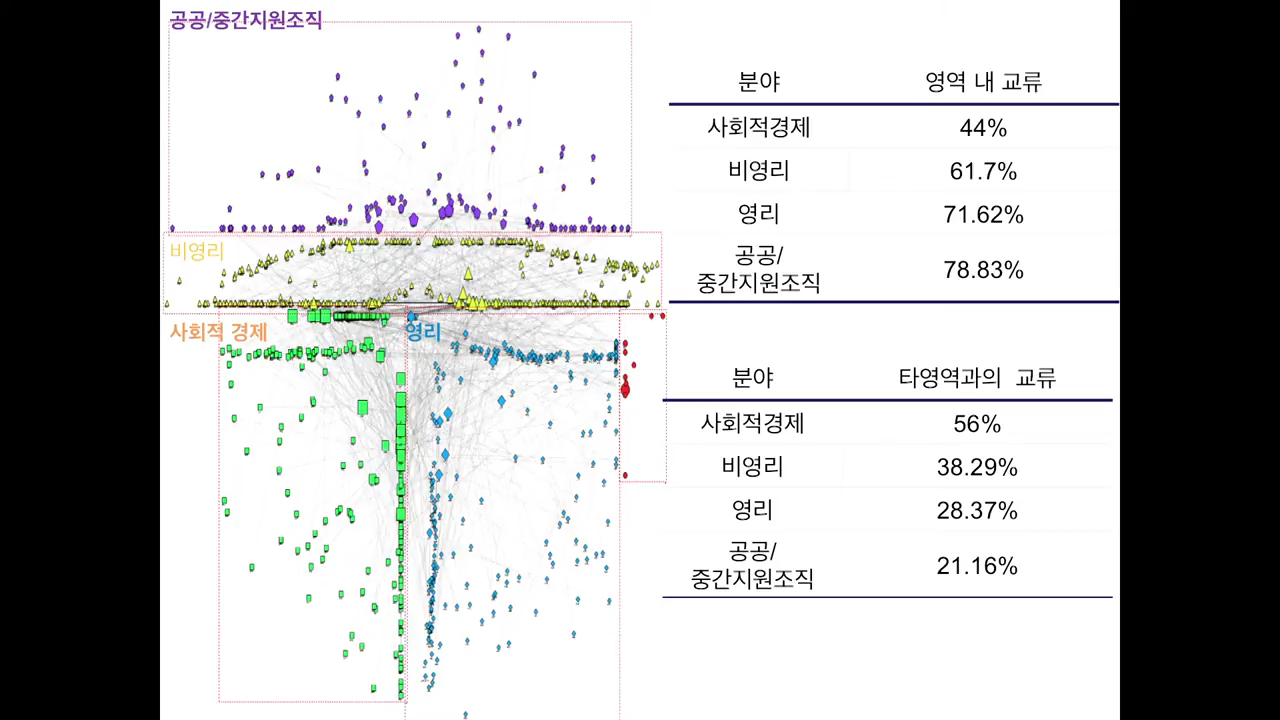 공공/중간지원조직
비영리
사회적 경제
영리
분야 영역 내 교류
사회적경제 44%
비영리 61.7%
영리 71.62%
공공/
중간지원조직 78.83%
분야 타영역과의 교류
사회적경제 56%
비영리 38.29%
영리 28.37%
공공/
중간지원조직 21.16%